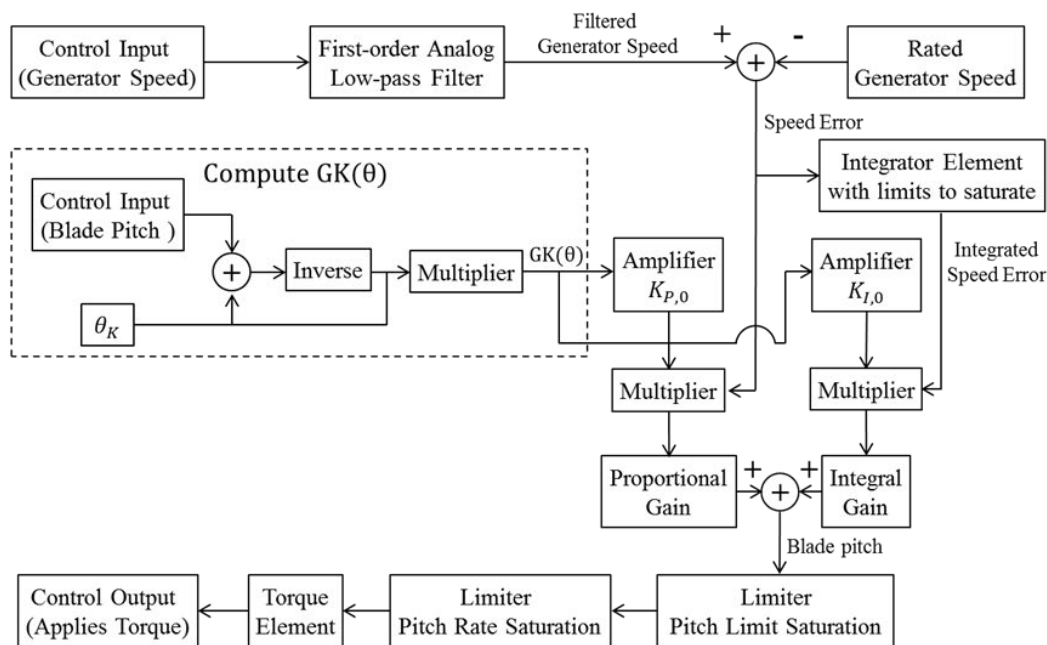 Control Input
(Generator Speed)
First-order Analog
Low-pass Filter
Filtered
Generator Speed
+
-
+
Rated
Generator Speed
Speed Error
Integrator Element
with limits to saturate
Integrated
Speed Error
Compute GK(θ)
Control Input
(Blade Pitch )
+
Inverse
Multiplier
GK(θ)
θ_K
Amplifier
K_{P,0}
Amplifier
K_{I,0}
Multiplier
Multiplier
Proportional
Gain
+
+
+
Integral
Gain
Blade pitch
Control Output
(Applies Torque)
Torque
Element
Limiter
Pitch Rate Saturation
Limiter
Pitch Limit Saturation